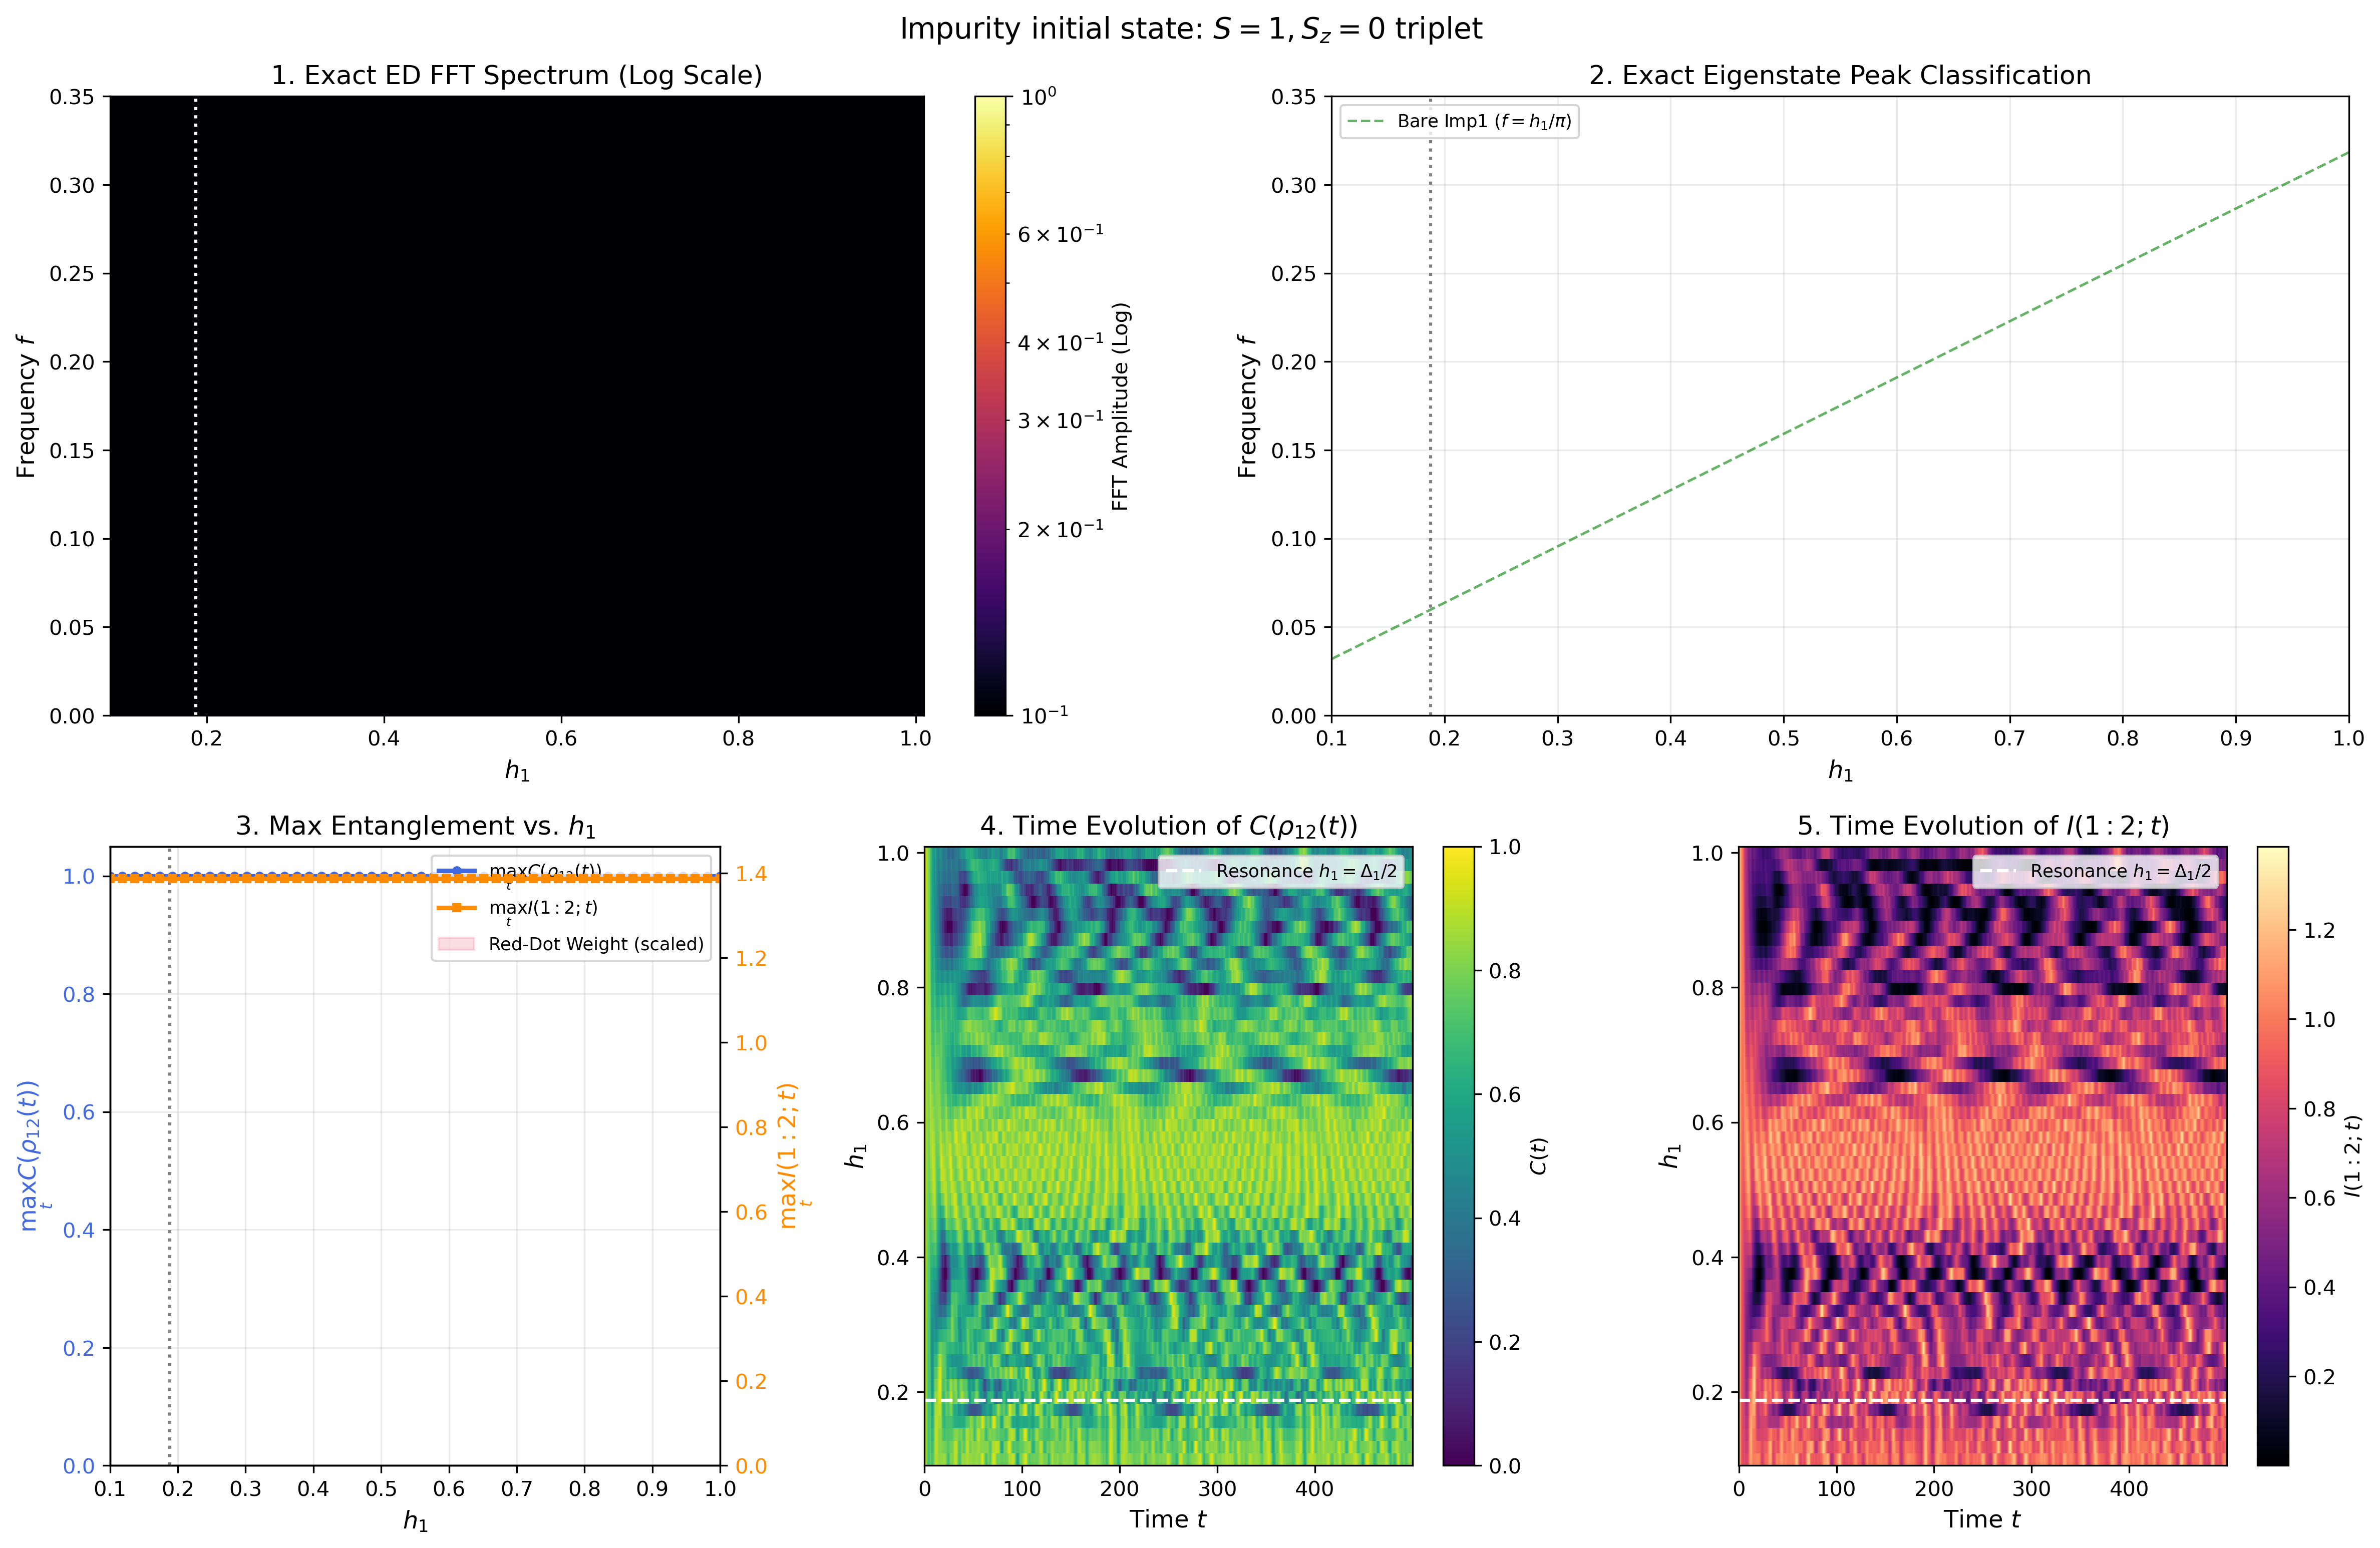 Impurity initial state: $S = 1, S_z = 0$ triplet
1. Exact ED FFT Spectrum (Log Scale)
Frequency $f$
0.35
0.30
0.25
0.20
0.15
0.10
0.05
0.00
0.2 0.4 0.6 0.8 1.0
$h_1$
$10^0$
$6 \times 10^{-1}$
$4 \times 10^{-1}$
$3 \times 10^{-1}$
$2 \times 10^{-1}$
$10^{-1}$
FFT Amplitude (Log)
2. Exact Eigenstate Peak Classification
Bare Imp1 ($f = h_1/\pi$)
Frequency $f$
0.35
0.30
0.25
0.20
0.15
0.10
0.05
0.00
0.1 0.2 0.3 0.4 0.5 0.6 0.7 0.8 0.9 1.0
$h_1$
3. Max Entanglement vs. $h_1$
$\max_t C(\rho_{12}(t))$
$\max_t I(1:2; t)$
Red-Dot Weight (scaled)
$\max_t C(\rho_{12}(t))$
1.0
0.8
0.6
0.4
0.2
0.0
0.1 0.2 0.3 0.4 0.5 0.6 0.7 0.8 0.9 1.0
$h_1$
1.4
1.2
1.0
0.8
0.6
0.4
0.2
0.0
$\max_t I(1:2; t)$
4. Time Evolution of $C(\rho_{12}(t))$
Resonance $h_1 = \Delta_1/2$
$h_1$
1.0
0.8
0.6
0.4
0.2
0 100 200 300 400
Time $t$
1.0
0.8
0.6
0.4
0.2
0.0
$C(t)$
5. Time Evolution of $I(1:2; t)$
Resonance $h_1 = \Delta_1/2$
$h_1$
1.0
0.8
0.6
0.4
0.2
0 100 200 300 400
Time $t$
1.2
1.0
0.8
0.6
0.4
0.2
$I(1:2; t)$